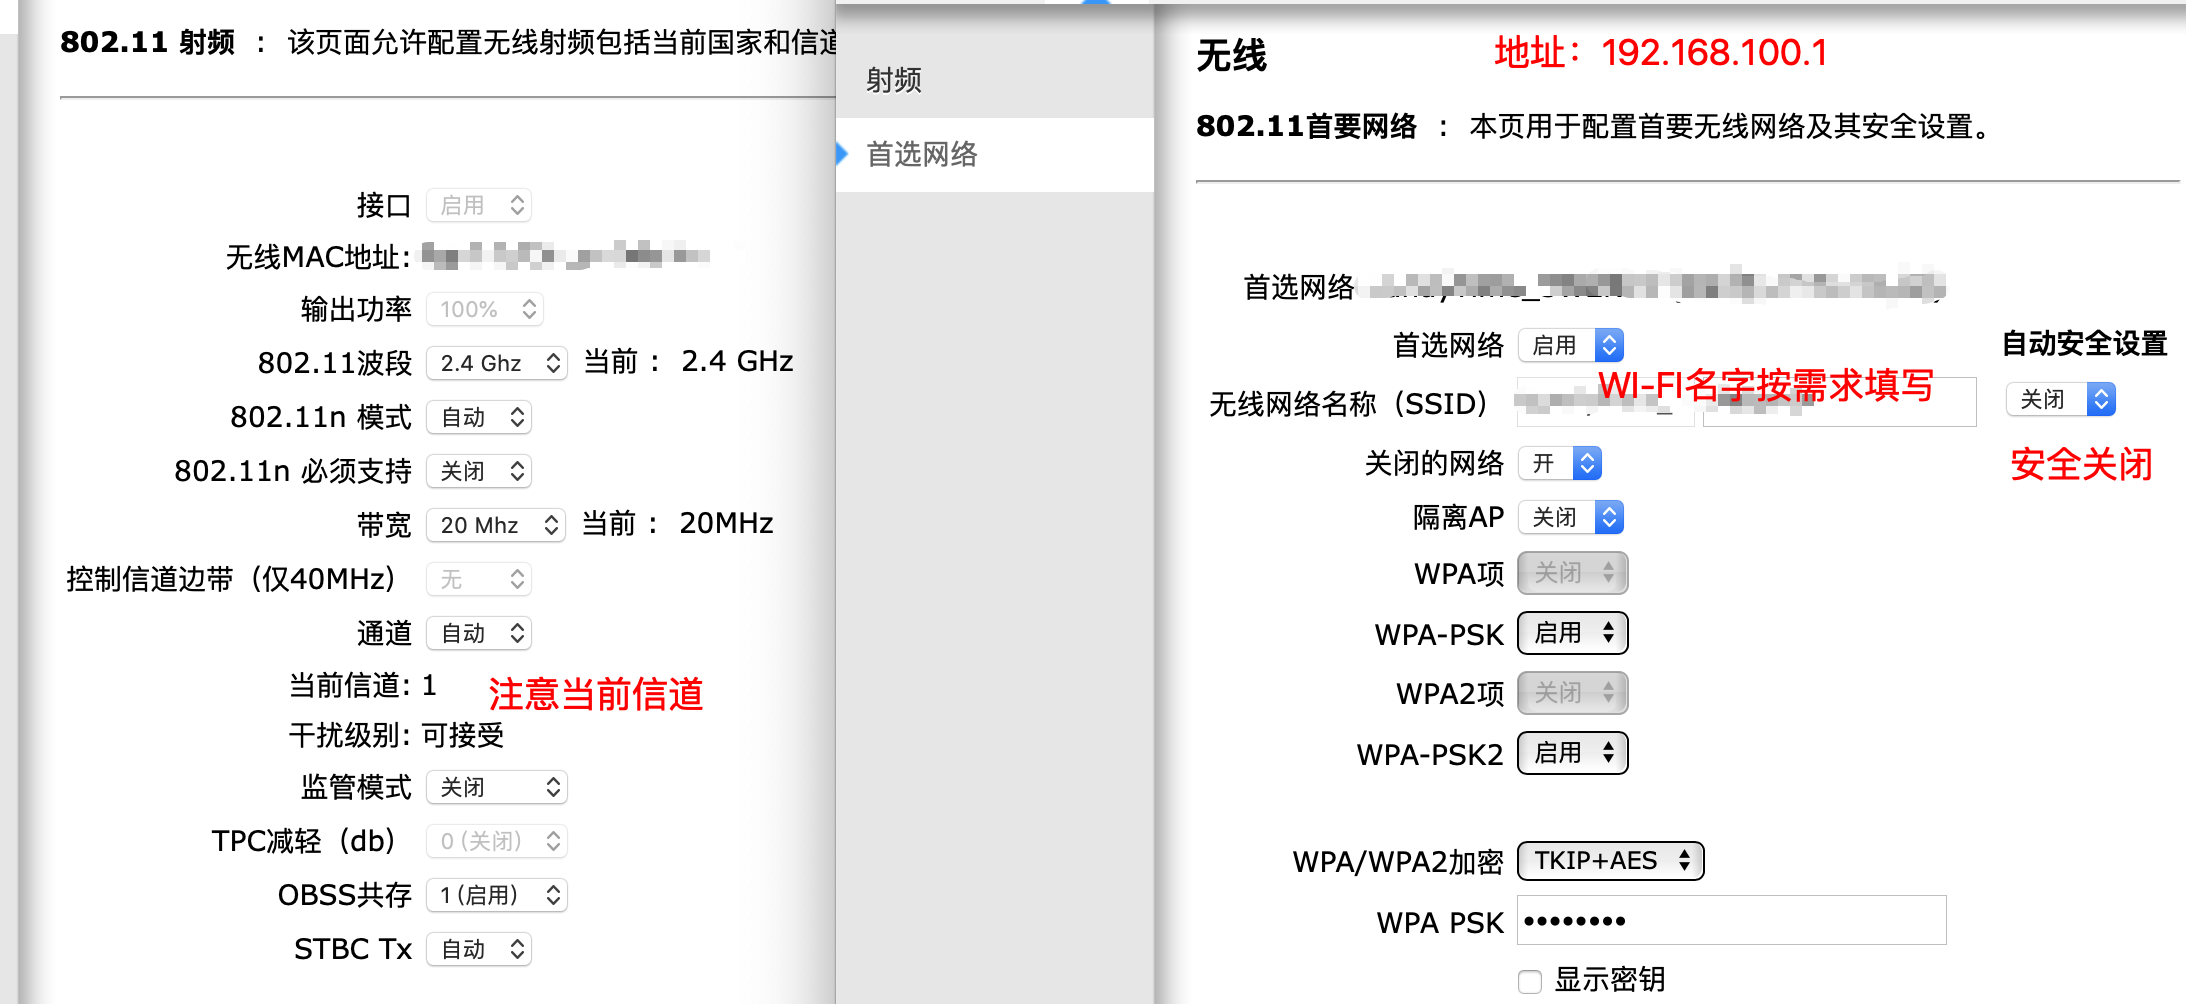 802.11 射频 ： 该页面允许配置无线射频包括当前国家和信道
接口 启用
无线MAC地址:
输出功率 100%
802.11波段 2.4 Ghz 当前： 2.4 GHz
802.11n 模式 自动
802.11n 必须支持 关闭
带宽 20 Mhz 当前： 20MHz
控制信道边带（仅40MHz） 无
通道 自动
当前信道: 1 注意当前信道
干扰级别: 可接受
监管模式 关闭
TPC减轻（db） 0 (关闭)
OBSS共存 1 (启用)
STBC Tx 自动
射频
首选网络
无线 地址：192.168.100.1
802.11首要网络 ： 本页用于配置首要无线网络及其安全设置。
首选网络
首选网络 启用 自动安全设置
无线网络名称（SSID） WI-FI名字按需求填写 关闭
关闭的网络 开 安全关闭
隔离AP 关闭
WPA项 关闭
WPA-PSK 启用
WPA2项 关闭
WPA-PSK2 启用
WPA/WPA2加密 TKIP+AES
WPA PSK ••••••••
显示密钥